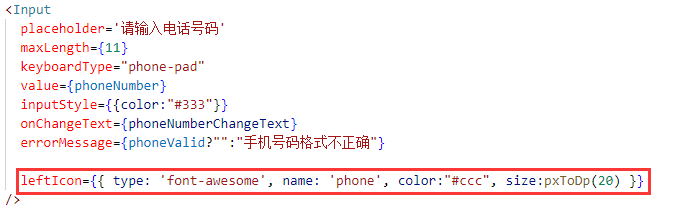 <Input
placeholder='请输入电话号码'
maxLength={11}
keyboardType="phone-pad"
value={phoneNumber}
inputStyle={{color:"#333"}}
onChangeText={phoneNumberChangeText}
errorMessage={phoneValid?"":"手机号码格式不正确"}
leftIcon={{ type: 'font-awesome', name: 'phone', color:"#ccc", size:pxToDp(20) }}
/>